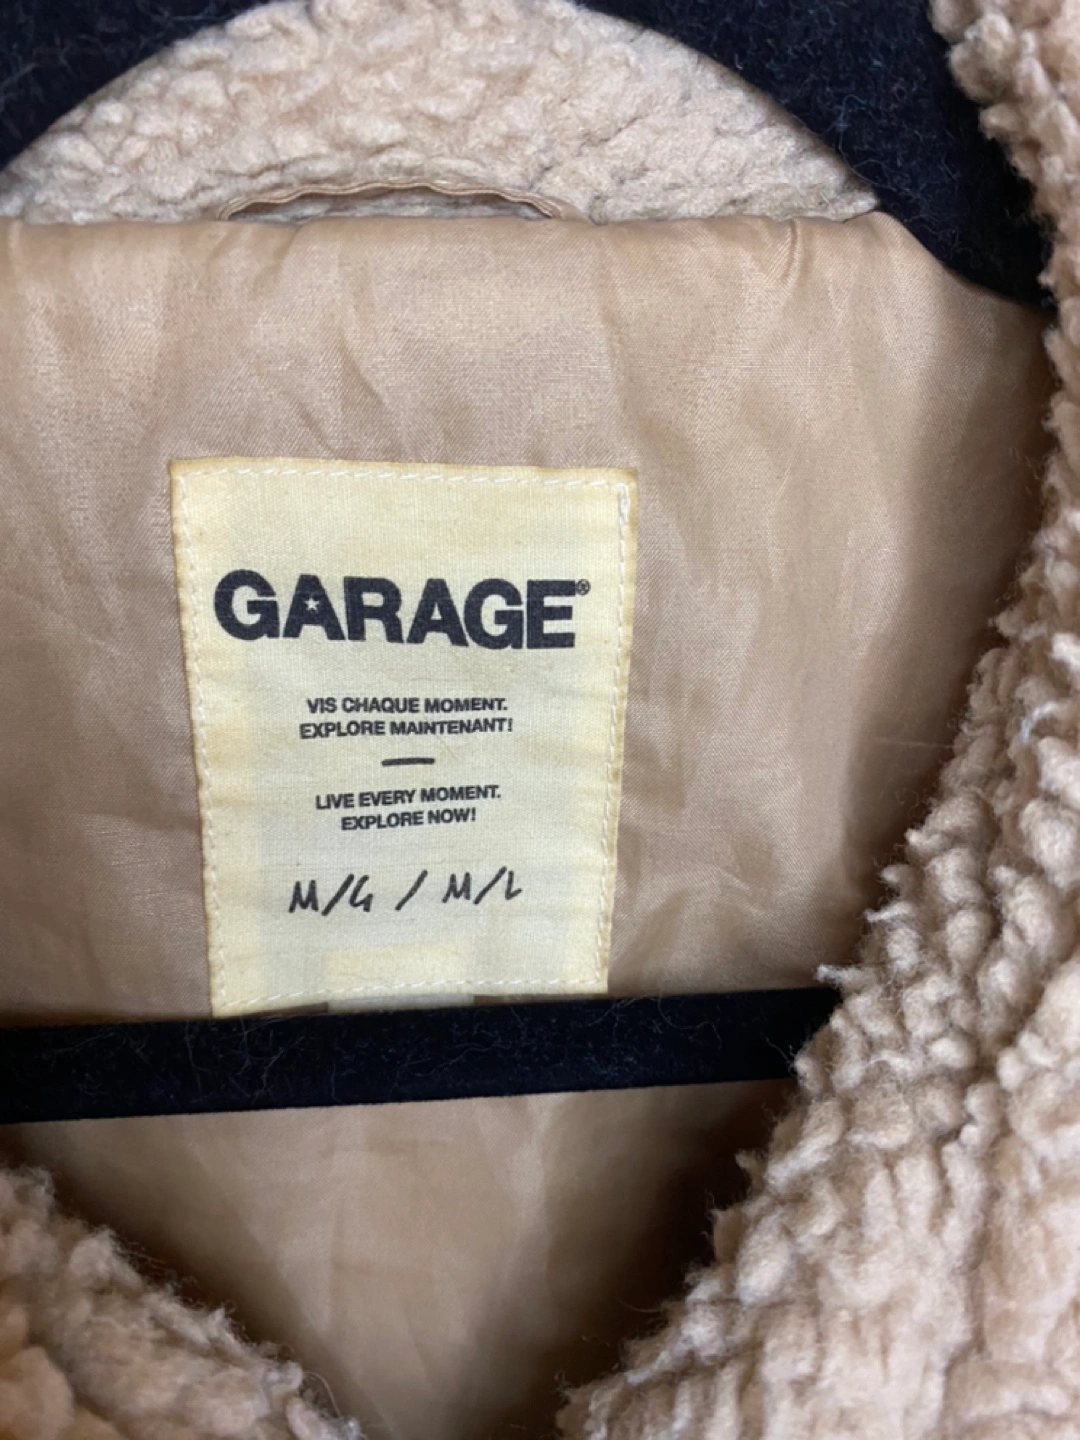 GARAGE®
VIS CHAQUE MOMENT.
EXPLORE MAINTENANT!
—
LIVE EVERY MOMENT.
EXPLORE NOW!
M/G / M/L